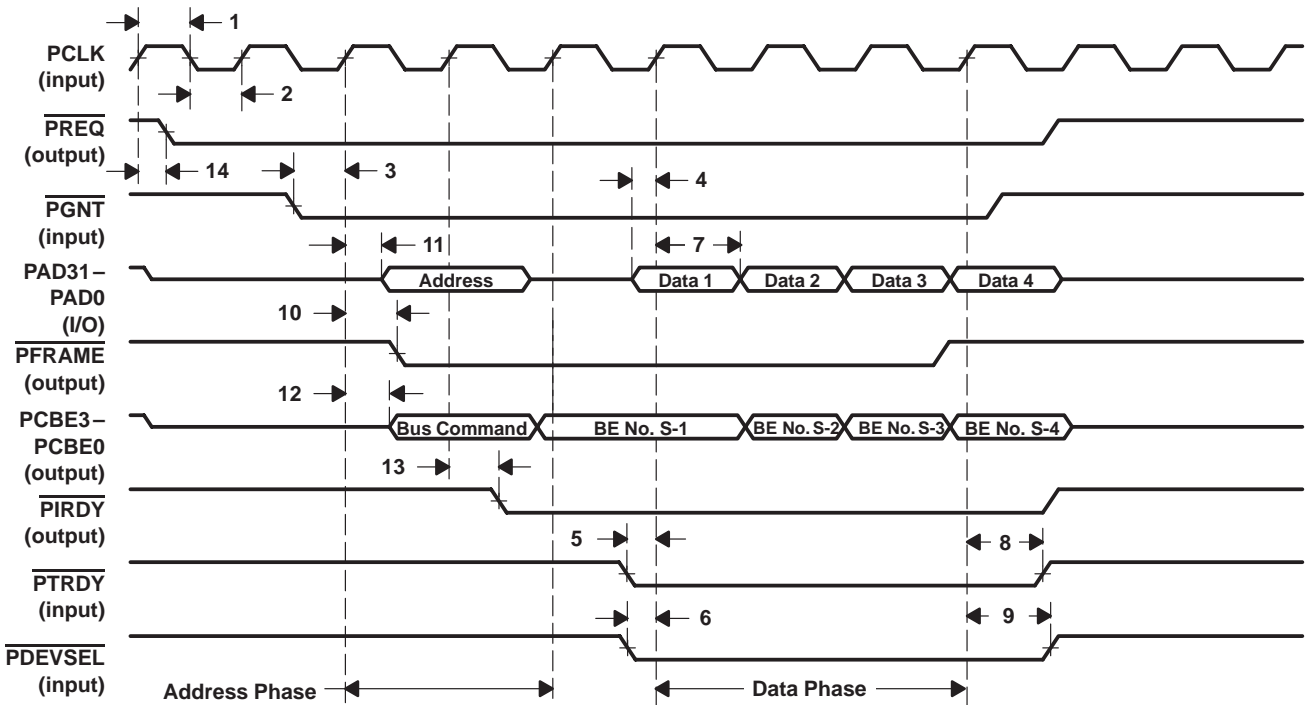 1
PCLK
(input)
2
PREQ
(output)
14
3
4
PGNT
(input)
11
7
PAD31–
PAD0
(I/O)
Address
Data 1
Data 2
Data 3
Data 4
10
PFRAME
(output)
12
PCBE3–
PCBE0
(output)
Bus Command
BE No. S-1
BE No. S-2
BE No. S-3
BE No. S-4
13
PIRDY
(output)
5
8
PTRDY
(input)
6
9
PDEVSEL
(input)
Address Phase
Data Phase